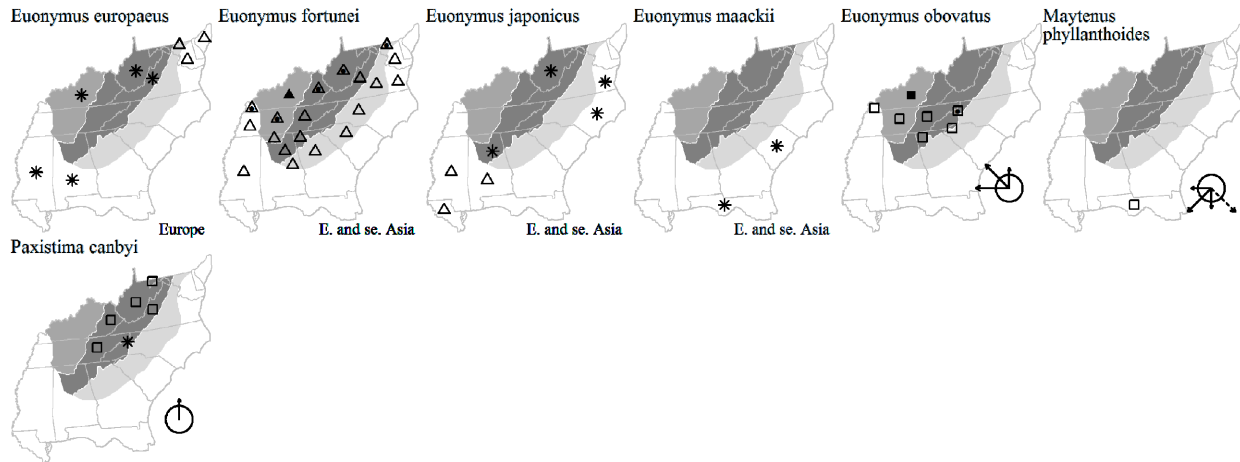 Euonymus europaeus
Europe
Euonymus fortunei
E. and se. Asia
Euonymus japonicus
E. and se. Asia
Euonymus maackii
E. and se. Asia
Euonymus obovatus
Maytenus
phyllanthoides
Paxistima canbyi